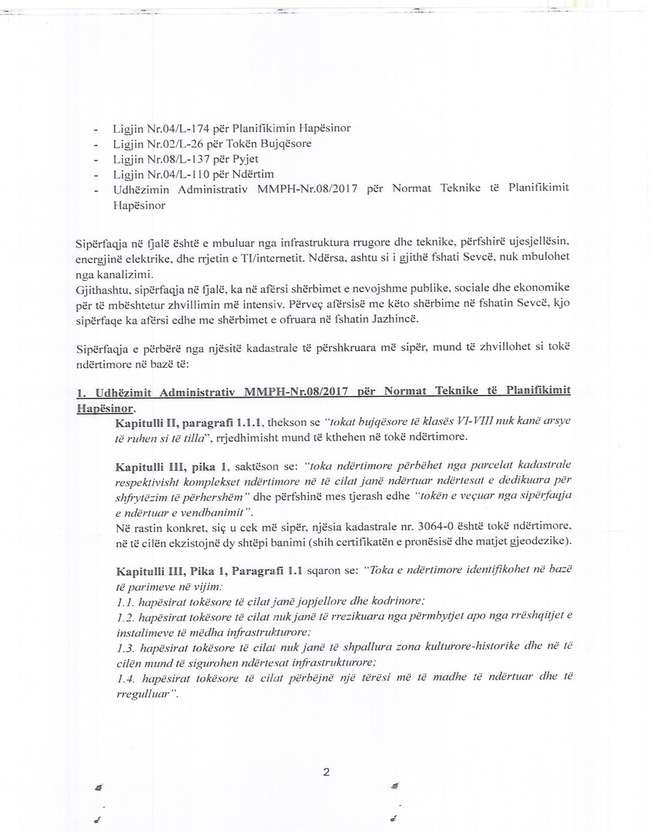 - Ligjin Nr.04/L-174 për Planifikimin Hapësinor
- Ligjin Nr.02/L-26 për Tokën Bujqësore
- Ligjin Nr.08/L-137 për Pyjet
- Ligjin Nr.04/L-110 për Ndërtim
- Udhëzimin Administrativ MMPH-Nr.08/2017 për Normat Teknike të Planifikimit
Hapësinor
Sipërfaqja në fjalë është e mbuluar nga infrastruktura rrugore dhe teknike, përfshirë ujesjellësin,
energjinë elektrike, dhe rrjetin e TI/internetit. Ndërsa, ashtu si i gjithë fshati Sevcë, nuk mbulohet
nga kanalizimi.
Gjithashtu, sipërfaqja në fjalë, ka në afërsi shërbimet e nevojshme publike, sociale dhe ekonomike
për të mbështetur zhvillimin më intensiv. Përveç afërsisë me këto shërbime në fshatin Sevcë, kjo
sipërfaqe ka afërsi edhe me shërbimet e ofruara në fshatin Jazhincë.
Sipërfaqja e përbërë nga njësitë kadastrale të përshkruara më sipër, mund të zhvillohet si tokë
ndërtimore në bazë të:
1. Udhëzimit Administrativ MMPH-Nr.08/2017 për Normat Teknike të Planifikimit
Hapësinor.
Kapitulli II, paragrafi 1.1.1, thekson se "tokat bujqësore të klasës VI-VIII nuk kanë arsye
të ruhen si të tilla", rrjedhimisht mund të kthehen në tokë ndërtimore.
Kapitulli III, pika 1, saktëson se: "toka ndërtimore përbëhet nga parcelat kadastrale
respektivisht komplekset ndërtimore në të cilat janë ndërtuar ndërtesat e dedikuara për
shfrytëzim të përhershëm" dhe përfshinë mes tjerash edhe "tokën e veçuar nga sipërfaqja
e ndërtuar e vendbanimit".
Në rastin konkret, siç u cek më sipër, njësia kadastrale nr. 3064-0 është tokë ndërtimore,
në të cilën ekzistojnë dy shtëpi banimi (shih certifikatën e pronësisë dhe matjet gjeodezike).
Kapitulli III, Pika 1, Paragrafi 1.1 sqaron se: "Toka e ndërtimore identifikohet në bazë
të parimeve në vijim:
1.1. hapësirat tokësore të cilat janë jopjellore dhe kodrinore;
1.2. hapësirat tokësore të cilat nuk janë të rrezikuara nga përmbytjet apo nga rrëshqitjet e
instalimeve të mëdha infrastrukturore;
1.3. hapësirat tokësore të cilat nuk janë të shpallura zona kulturore-historike dhe në të
cilën mund të sigurohen ndërtesat infrastrukturore;
1.4. hapësirat tokësore të cilat përbëjnë një tërësi më të madhe të ndërtuar dhe të
rregulluar".
2